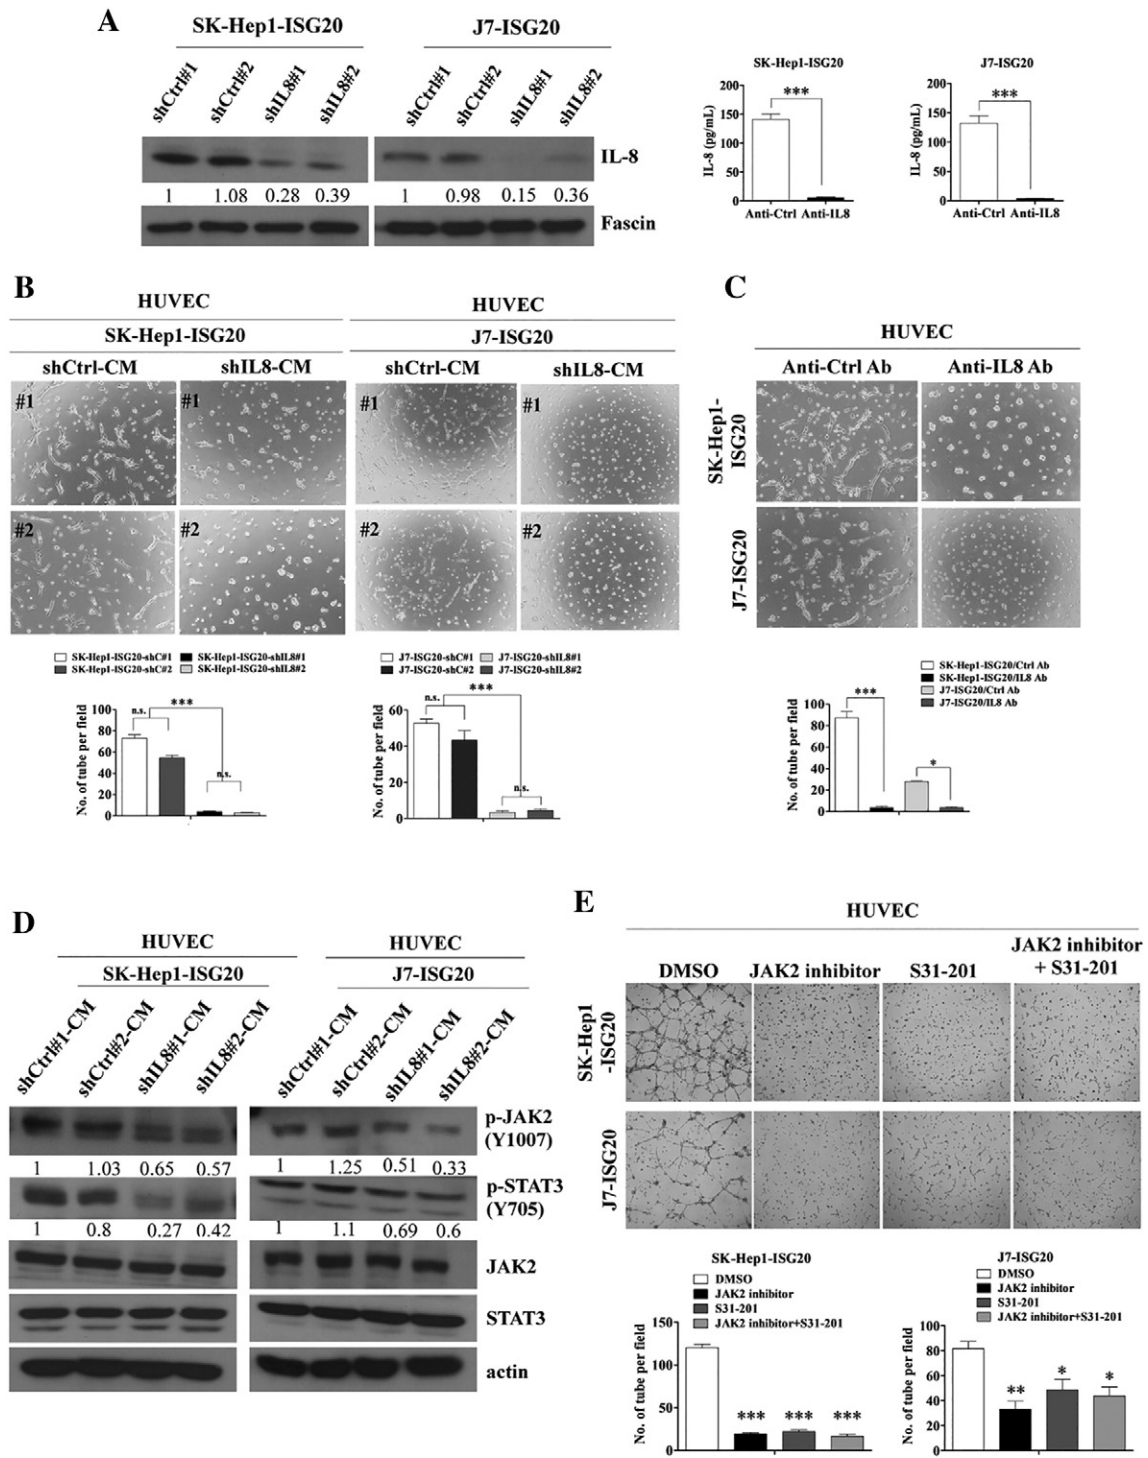 A
SK-Hep1-ISG20
J7-ISG20
shCtrl#1
shCtrl#2
shIL8#1
shIL8#2
shCtrl#1
shCtrl#2
shIL8#1
shIL8#2
IL-8
1 1.08 0.28 0.39 1 0.98 0.15 0.36
Fascin
SK-Hep1-ISG20
IL-8 (pg/mL)
200
150
100
50
0
***
Anti-Ctrl Anti-IL8
J7-ISG20
IL-8 (pg/mL)
200
150
100
50
0
***
Anti-Ctrl Anti-IL8
B
HUVEC
SK-Hep1-ISG20
shCtrl-CM shIL8-CM
#1 #1
#2 #2
HUVEC
J7-ISG20
shCtrl-CM shIL8-CM
#1 #1
#2 #2
SK-Hep1-ISG20-shC#1 SK-Hep1-ISG20-shIL8#1
SK-Hep1-ISG20-shC#2 SK-Hep1-ISG20-shIL8#2
No. of tube per field
100
80
60
40
20
0
n.s.
***
n.s.
J7-ISG20-shC#1 J7-ISG20-shIL8#1
J7-ISG20-shC#2 J7-ISG20-shIL8#2
No. of tube per field
60
40
20
0
n.s.
***
n.s.
C
HUVEC
Anti-Ctrl Ab Anti-IL8 Ab
SK-Hep1-
ISG20
J7-ISG20
SK-Hep1-ISG20/Ctrl Ab
SK-Hep1-ISG20/IL8 Ab
J7-ISG20/Ctrl Ab
J7-ISG20/IL8 Ab
No. of tube per field
100
80
60
40
20
0
***
*
D
HUVEC
SK-Hep1-ISG20
HUVEC
J7-ISG20
shCtrl#1-CM
shCtrl#2-CM
shIL8#1-CM
shIL8#2-CM
shCtrl#1-CM
shCtrl#2-CM
shIL8#1-CM
shIL8#2-CM
p-JAK2
(Y1007)
1 1.03 0.65 0.57 1 1.25 0.51 0.33
p-STAT3
(Y705)
1 0.8 0.27 0.42 1 1.1 0.69 0.6
JAK2
STAT3
actin
E
HUVEC
DMSO JAK2 inhibitor S31-201 JAK2 inhibitor
+ S31-201
SK-Hep1
-ISG20
J7-ISG20
SK-Hep1-ISG20
DMSO
JAK2 inhibitor
S31-201
JAK2 inhibitor+S31-201
No. of tube per field
150
100
50
0
*** *** ***
J7-ISG20
DMSO
JAK2 inhibitor
S31-201
JAK2 inhibitor+S31-201
No. of tube per field
100
80
60
40
20
0
** * *